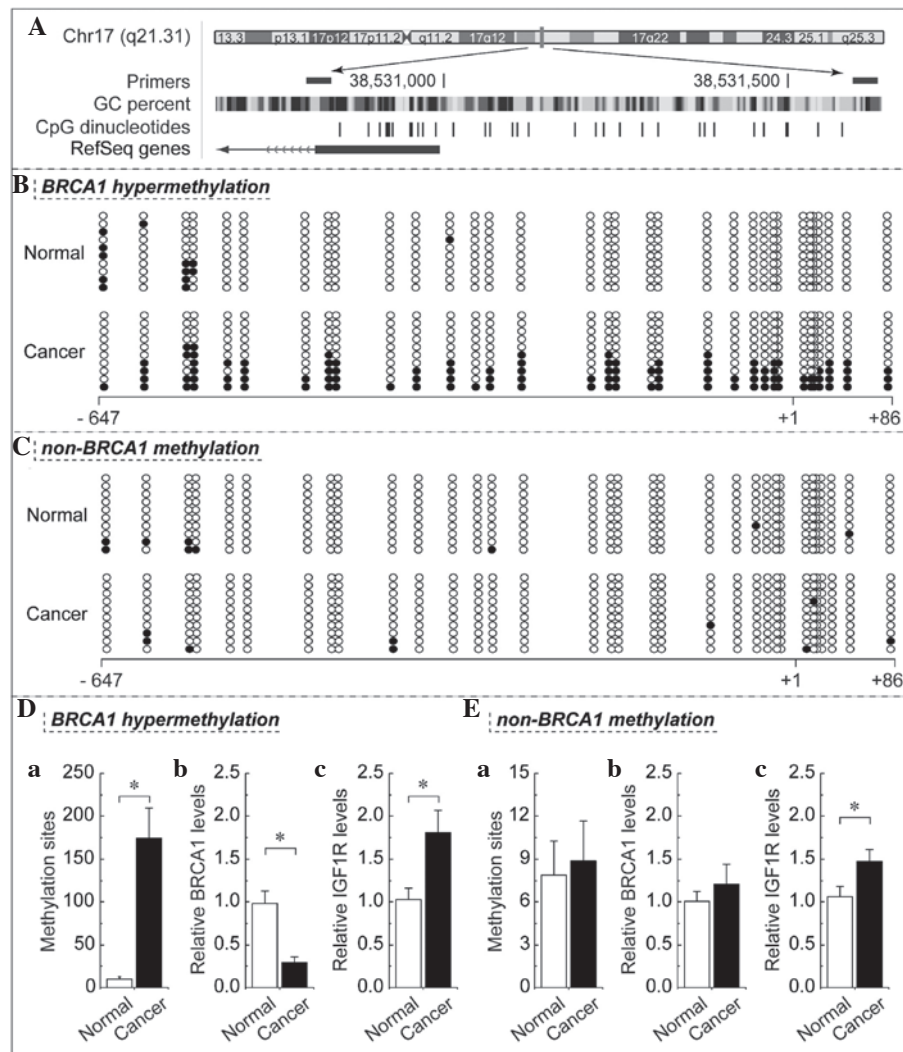 A
Chr17 (q21.31)
13.3 p13.1 17p12 17p11.2 q11.2 17q12 17q22 24.3 25.1 q25.3
Primers 38,531,000 38,531,500
GC percent
CpG dinucleotides
RefSeq genes
B BRCA1 hypermethylation
Normal
Cancer
- 647 +1 +86
C non-BRCA1 methylation
Normal
Cancer
- 647 +1 +86
D BRCA1 hypermethylation
a
Methylation sites
250
200
150
100
50
0
*
Normal
Cancer
b
Relative BRCA1 levels
2.5
2.0
1.5
1.0
0.5
0.0
*
Normal
Cancer
c
Relative IGF1R levels
2.5
2.0
1.5
1.0
0.5
0.0
*
Normal
Cancer
E non-BRCA1 methylation
a
Methylation sites
15
12
9
6
3
0
Normal
Cancer
b
Relative BRCA1 levels
2.5
2.0
1.5
1.0
0.5
0.0
Normal
Cancer
c
Relative IGF1R levels
2.5
2.0
1.5
1.0
0.5
0.0
*
Normal
Cancer